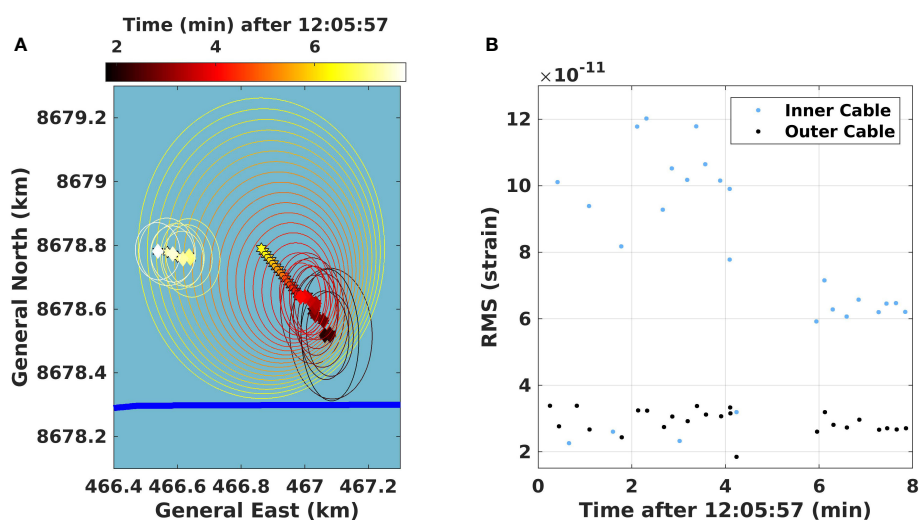 Time (min) after 12:05:57
A
2 4 6
8679.2
8679
8678.8
8678.6
8678.4
8678.2
General North (km)
466.4 466.6 466.8 467 467.2
General East (km)
B
×10⁻¹¹
12
10
8
6
4
2
RMS (strain)
Inner Cable
Outer Cable
0 2 4 6 8
Time after 12:05:57 (min)